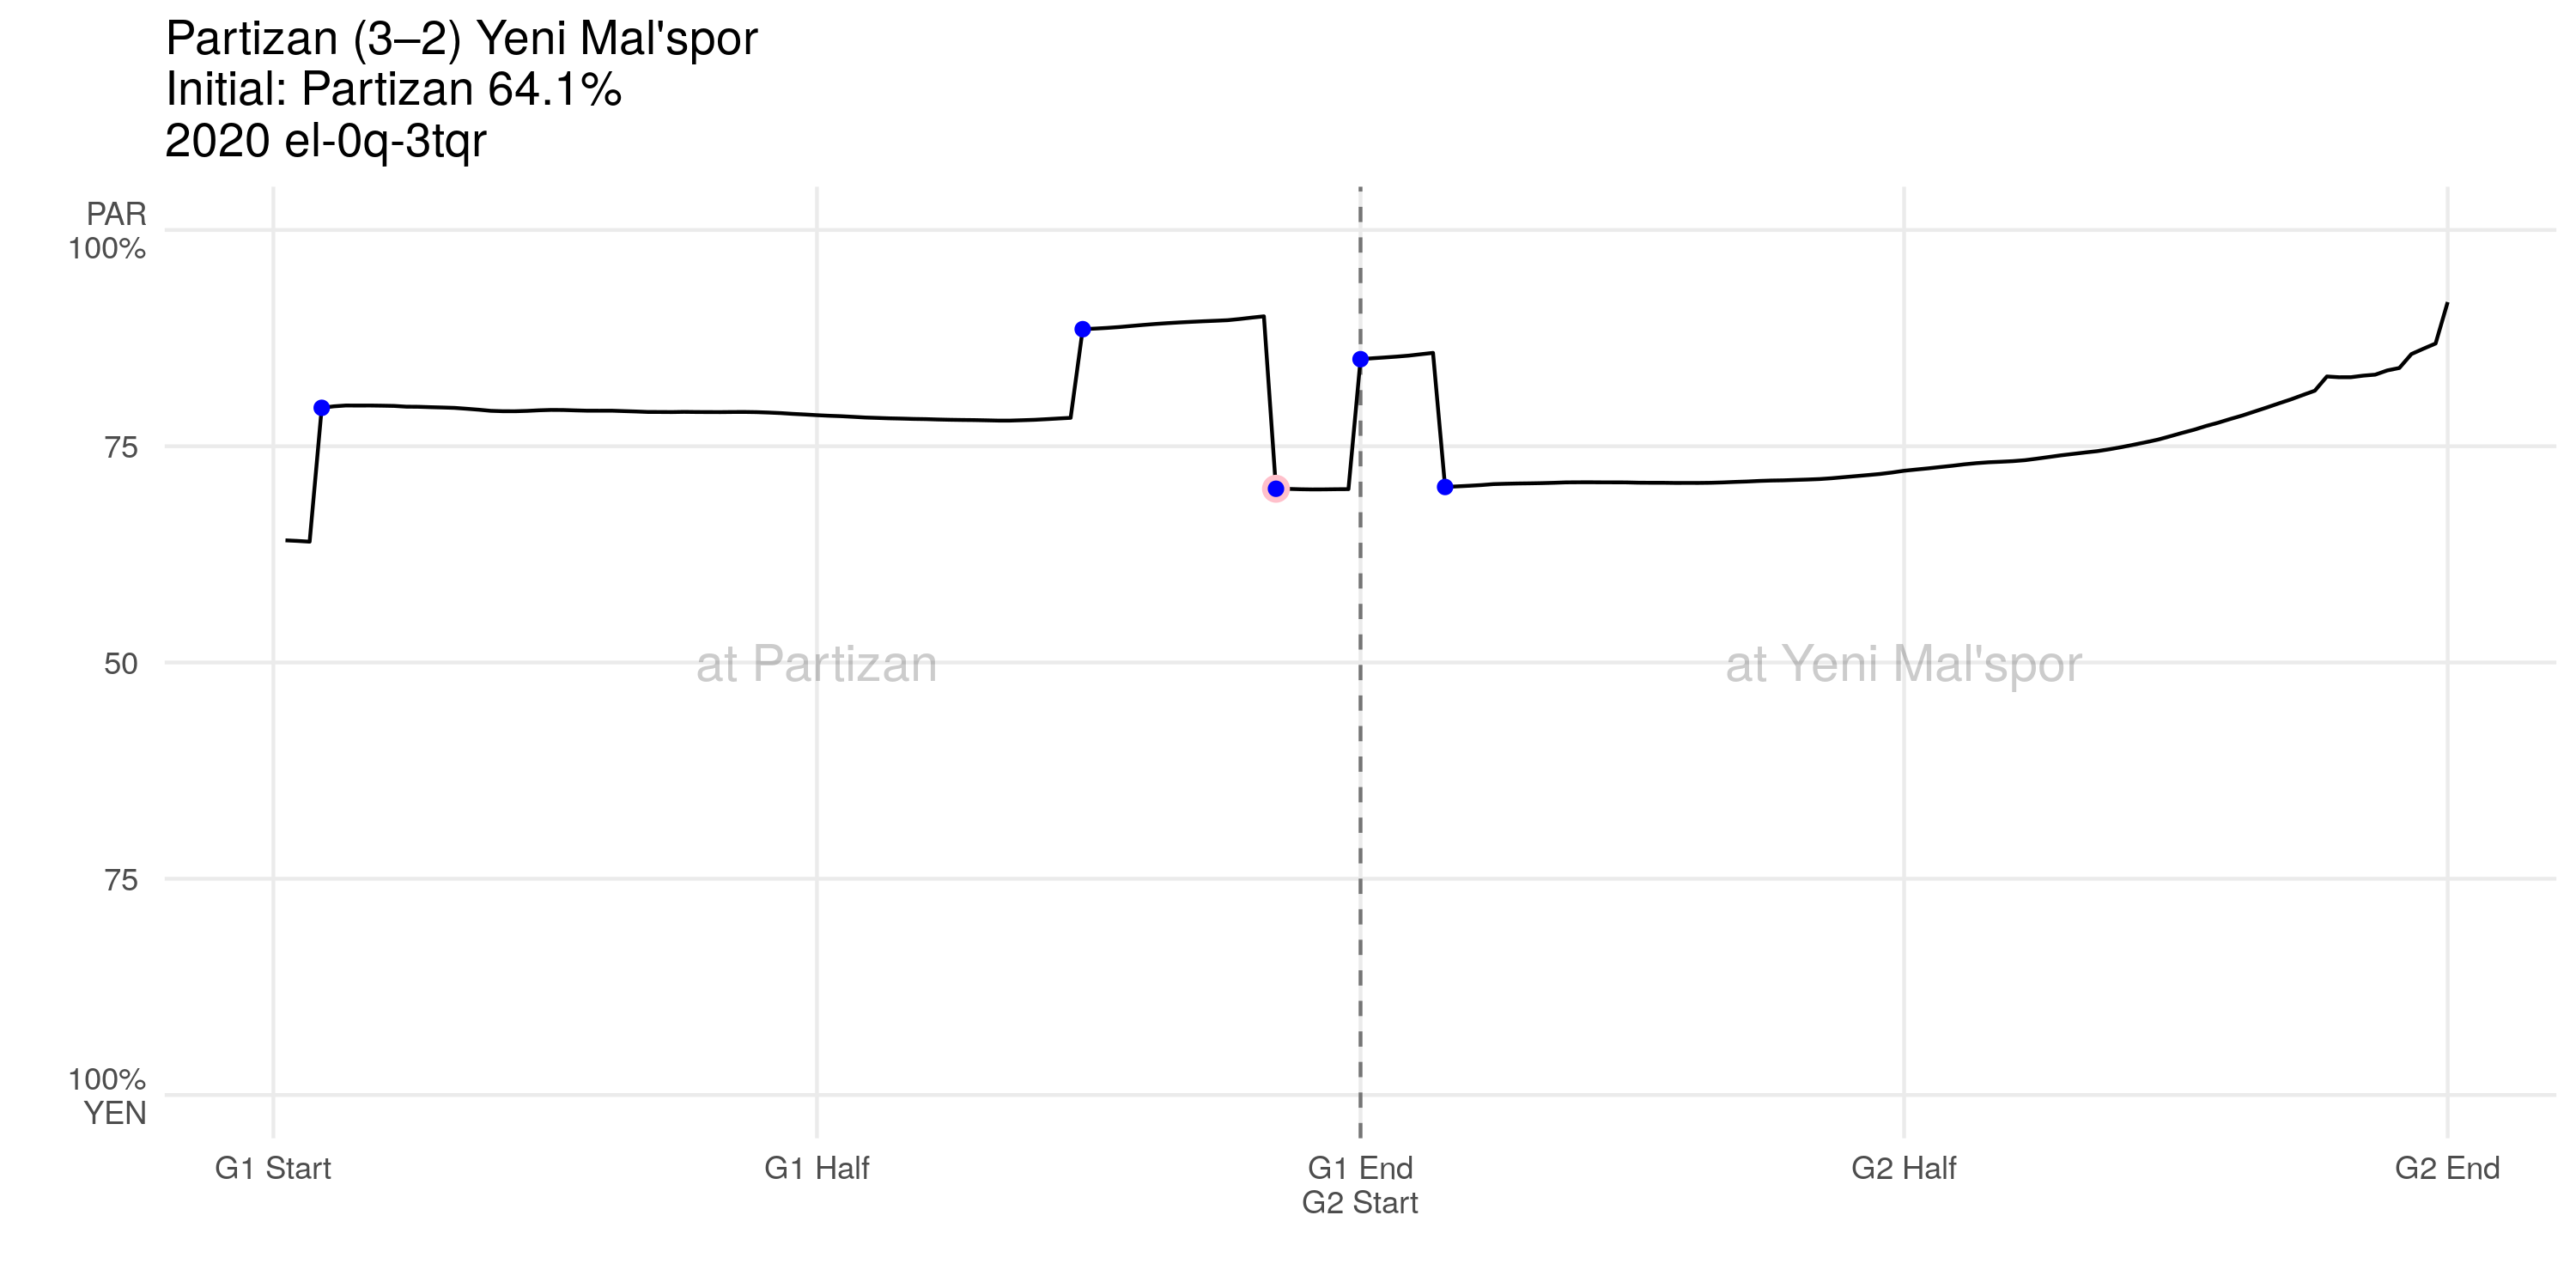 Partizan (3–2) Yeni Mal'spor
Initial: Partizan 64.1%
2020 el-0q-3tqr
PAR
100%
75
50
75
100%
YEN
at Partizan
at Yeni Mal'spor
G1 Start
G1 Half
G1 End
G2 Start
G2 Half
G2 End